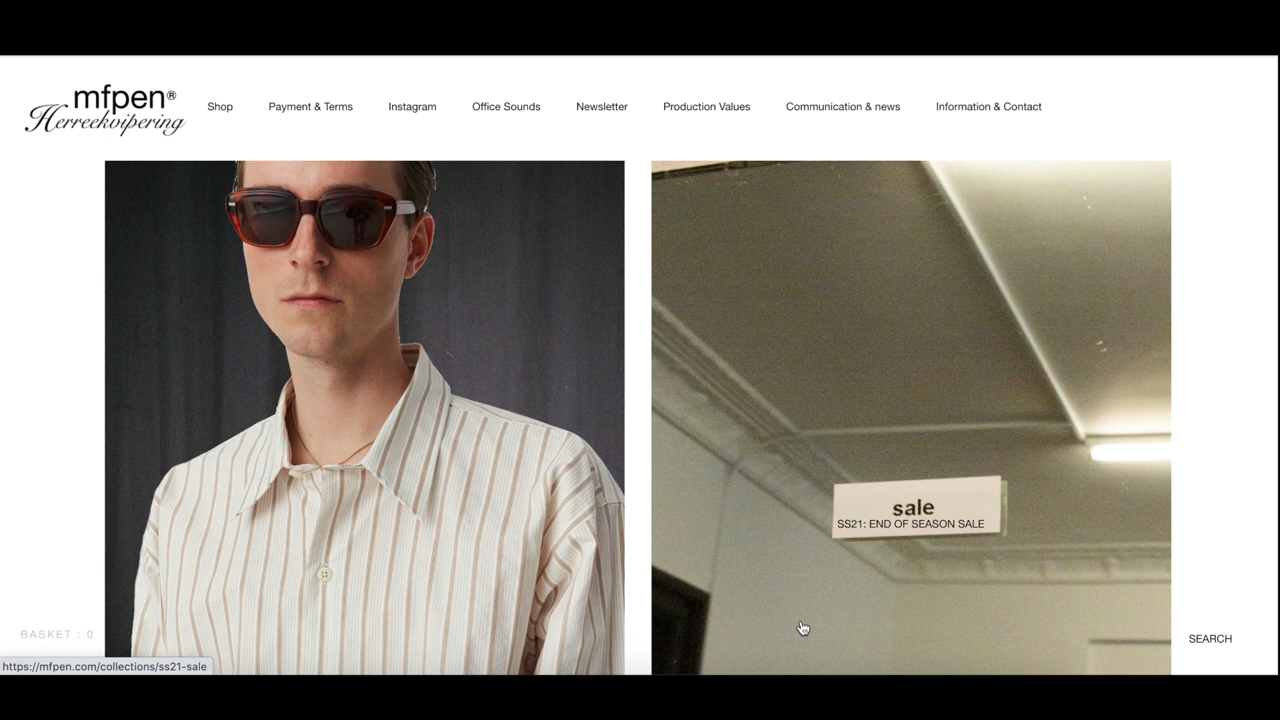 mfpen®
Herreekvipering
Shop
Payment & Terms
Instagram
Office Sounds
Newsletter
Production Values
Communication & news
Information & Contact
sale
SS21: END OF SEASON SALE
BASKET : 0
SEARCH
https://mfpen.com/collections/ss21-sale